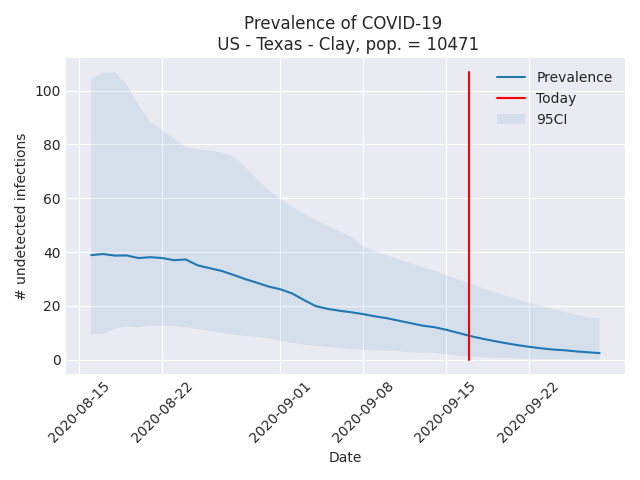 Prevalence of COVID-19
US - Texas - Clay, pop. = 10471
# undetected infections
100
80
60
40
20
0
Prevalence
Today
95CI
2020-08-15
2020-08-22
2020-09-01
2020-09-08
2020-09-15
2020-09-22
Date